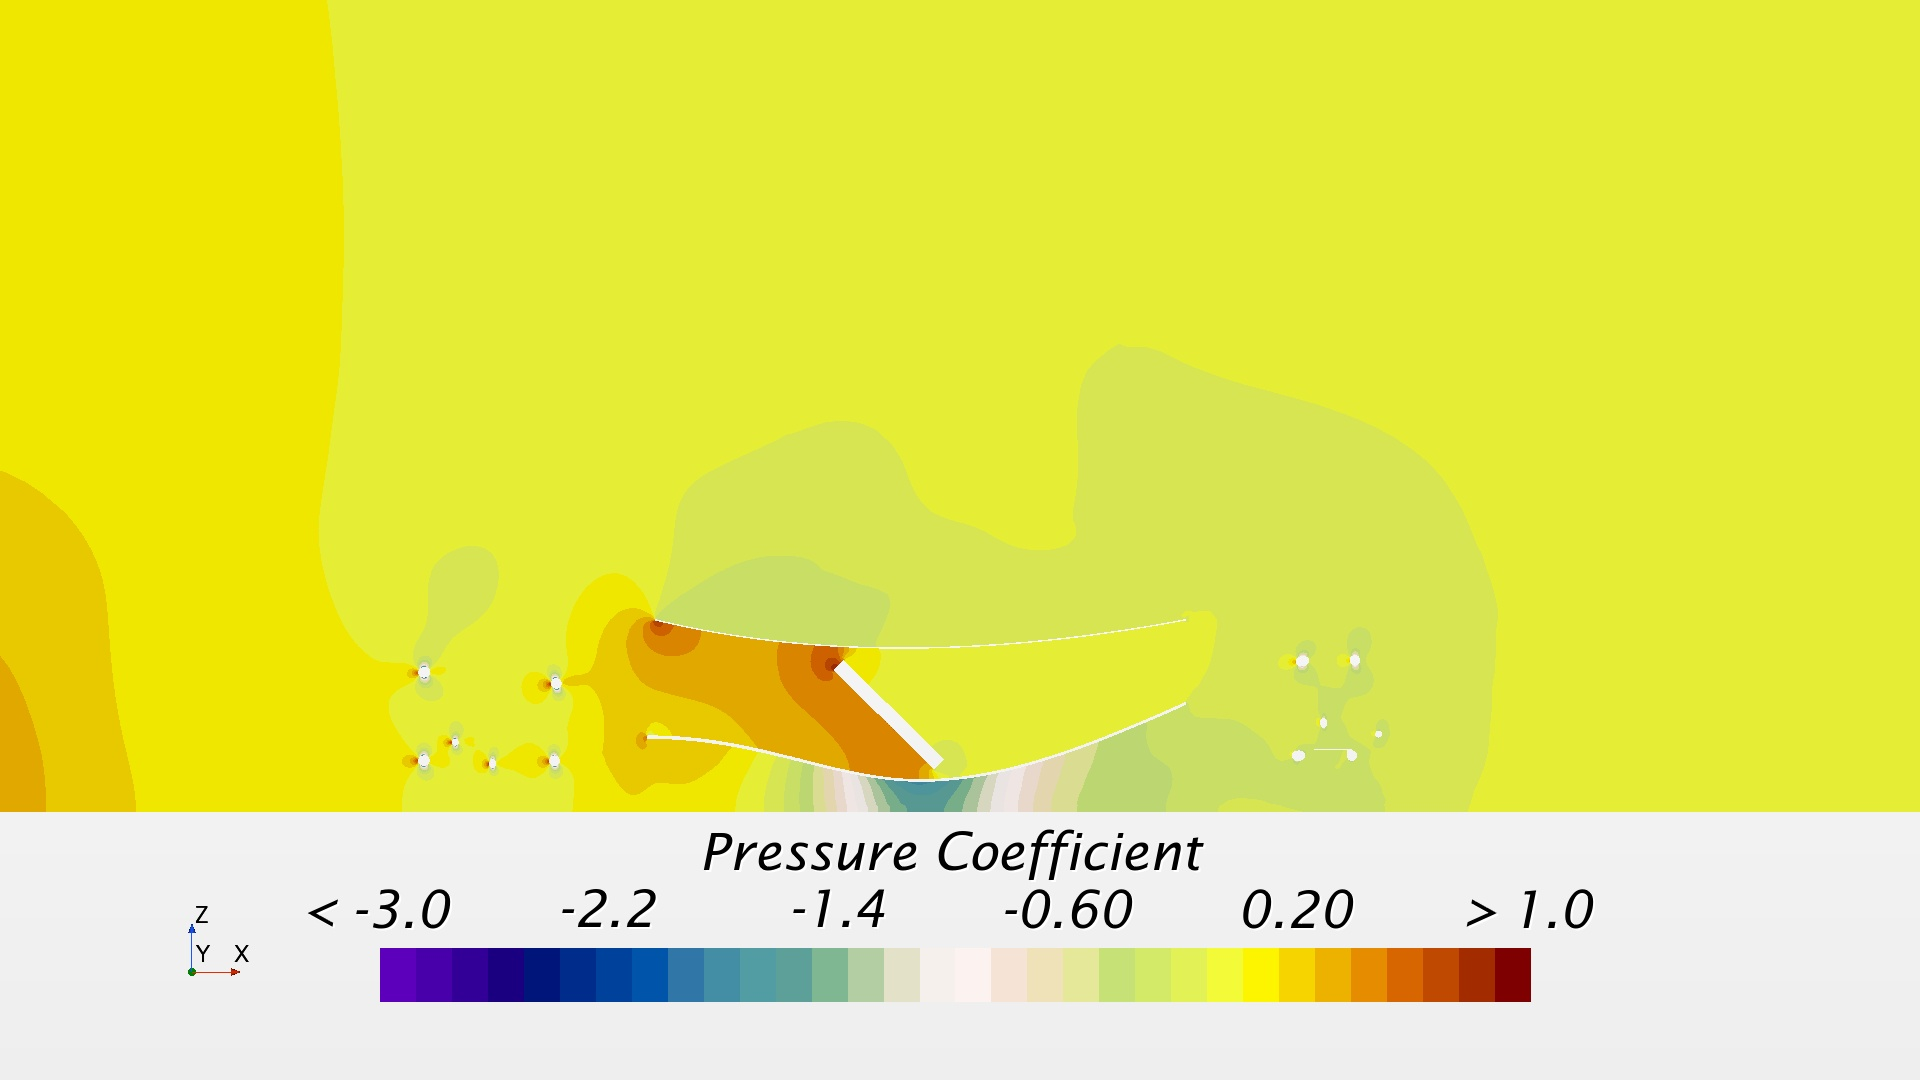 Pressure Coefficient
< -3.0 -2.2 -1.4 -0.60 0.20 > 1.0
Z
Y X